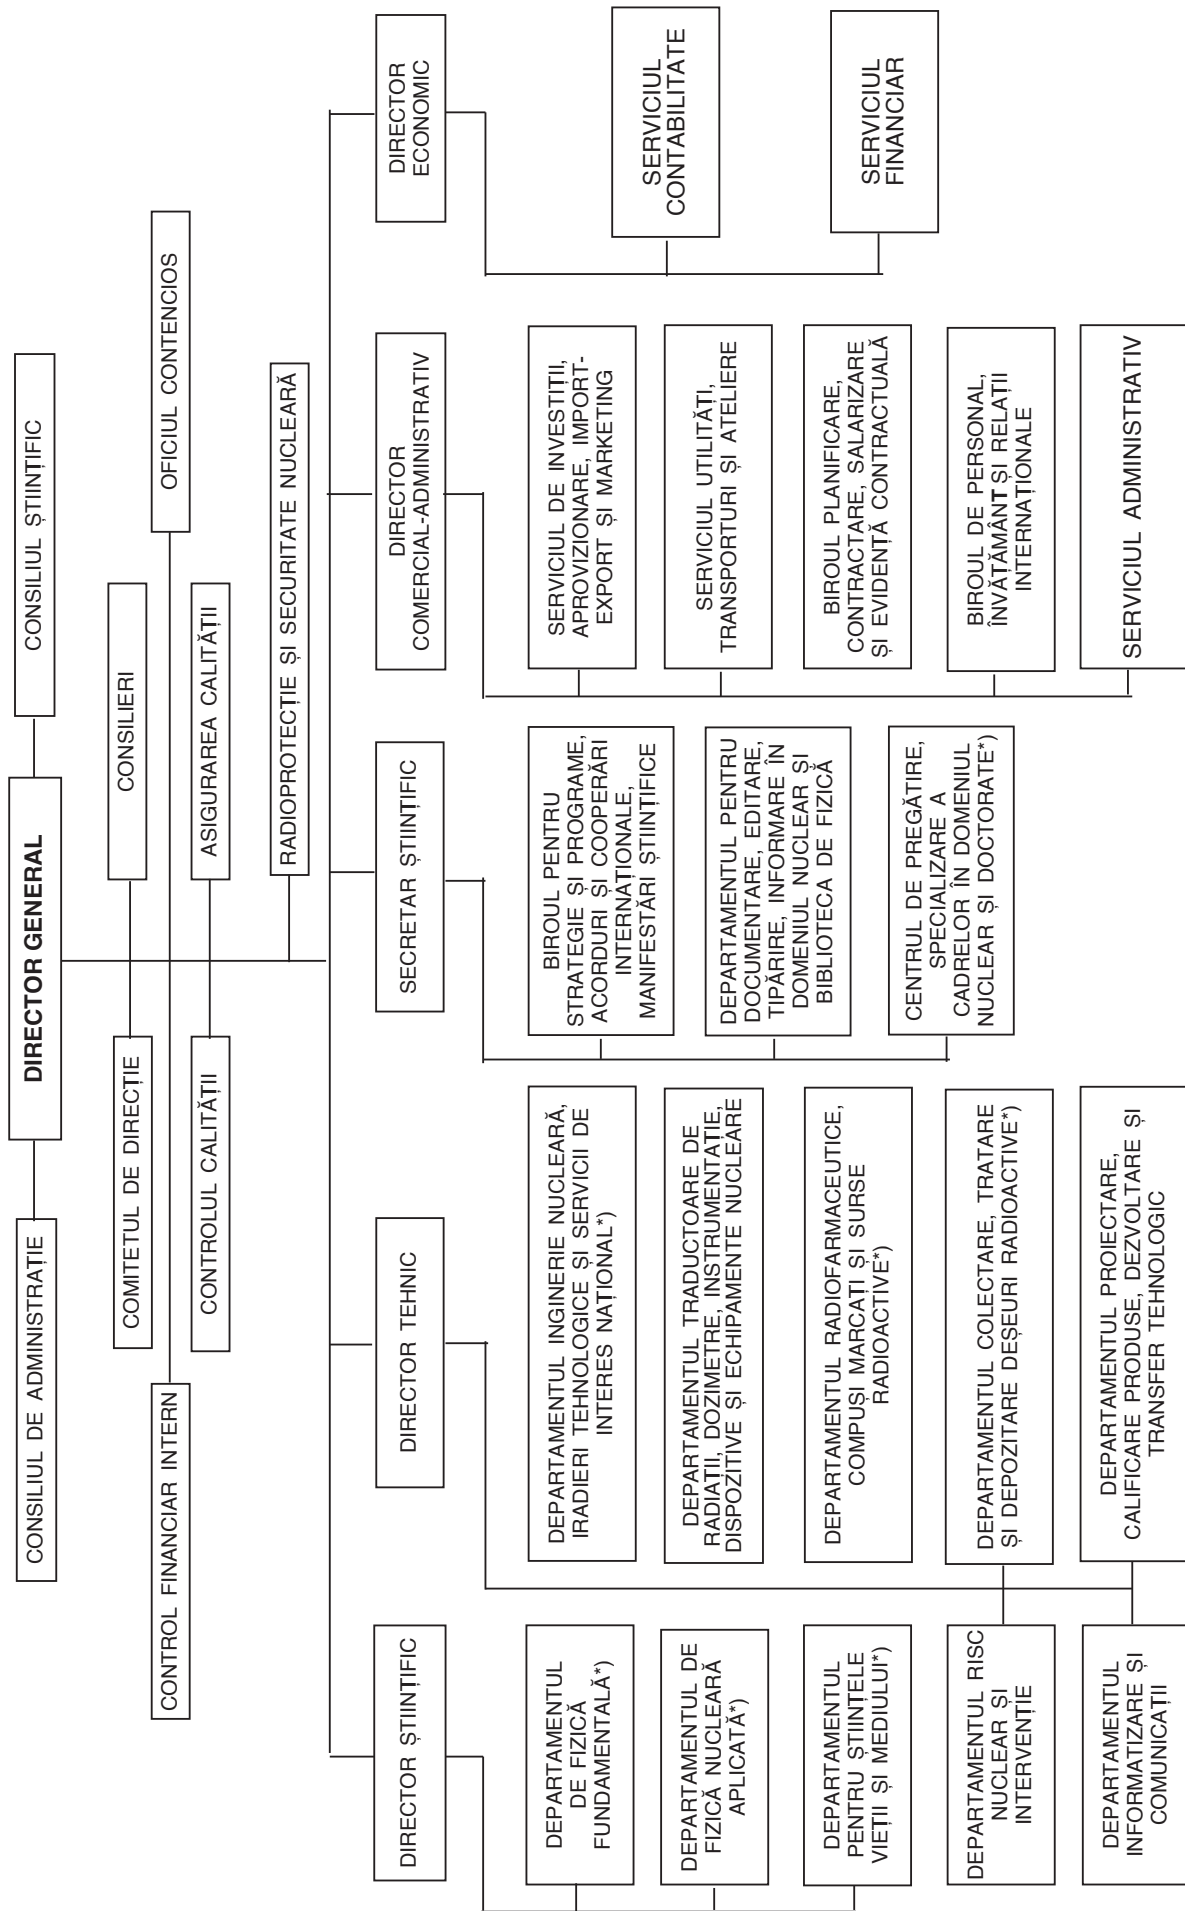 DIRECTOR GENERAL
CONSILIUL DE ADMINISTRAȚIE
CONSILIUL ȘTIINȚIFIC
COMITETUL DE DIRECȚIE
CONSILIERI
CONTROL FINANCIAR INTERN
OFICIUL CONTENCIOS
CONTROLUL CALITĂȚII
ASIGURAREA CALITĂȚII
RADIOPROTECȚIE ȘI SECURITATE NUCLEARĂ
DIRECTOR ȘTIINȚIFIC
DEPARTAMENTUL
DE FIZICĂ
FUNDAMENTALĂ*)
DEPARTAMENTUL DE
FIZICĂ NUCLEARĂ
APLICATĂ*)
DEPARTAMENTUL
PENTRU ȘTIINȚELE
VIEȚII ȘI MEDIULUI*)
DEPARTAMENTUL RISC
NUCLEAR ȘI
INTERVENȚIE
DEPARTAMENTUL
INFORMATIZARE ȘI
COMUNICAȚII
DIRECTOR TEHNIC
DEPARTAMENTUL INGINERIE NUCLEARĂ,
IRADIERI TEHNOLOGICE ȘI SERVICII DE
INTERES NAȚIONAL*)
DEPARTAMENTUL TRADUCTOARE DE
RADIAȚII, DOZIMETRE, INSTRUMENTAȚIE,
DISPOZITIVE ȘI ECHIPAMENTE NUCLEARE
DEPARTAMENTUL RADIOFARMACEUTICE,
COMPUȘI MARCAȚI ȘI SURSE
RADIOACTIVE*)
DEPARTAMENTUL COLECTARE, TRATARE
ȘI DEPOZITARE DEȘEURI RADIOACTIVE*)
DEPARTAMENTUL PROIECTARE,
CALIFICARE PRODUSE, DEZVOLTARE ȘI
TRANSFER TEHNOLOGIC
SECRETAR ȘTIINȚIFIC
BIROUL PENTRU
STRATEGIE ȘI PROGRAME,
ACORDURI ȘI COOPERĂRI
INTERNAȚIONALE,
MANIFESTĂRI ȘTIINȚIFICE
DEPARTAMENTUL PENTRU
DOCUMENTARE, EDITARE,
TIPĂRIRE, INFORMARE ÎN
DOMENIUL NUCLEAR ȘI
BIBLIOTECA DE FIZICĂ
CENTRUL DE PREGĂTIRE,
SPECIALIZARE A
CADRELOR ÎN DOMENIUL
NUCLEAR ȘI DOCTORATE*)
DIRECTOR
COMERCIAL-ADMINISTRATIV
SERVICIUL DE INVESTIȚII,
APROVIZIONARE, IMPORT-
EXPORT ȘI MARKETING
SERVICIUL UTILITĂȚI,
TRANSPORTURI ȘI ATELIERE
BIROUL PLANIFICARE,
CONTRACTARE, SALARIZARE
ȘI EVIDENȚĂ CONTRACTUALĂ
BIROUL DE PERSONAL,
ÎNVĂȚĂMÂNT ȘI RELAȚII
INTERNAȚIONALE
SERVICIUL ADMINISTRATIV
DIRECTOR
ECONOMIC
SERVICIUL
CONTABILITATE
SERVICIUL
FINANCIAR